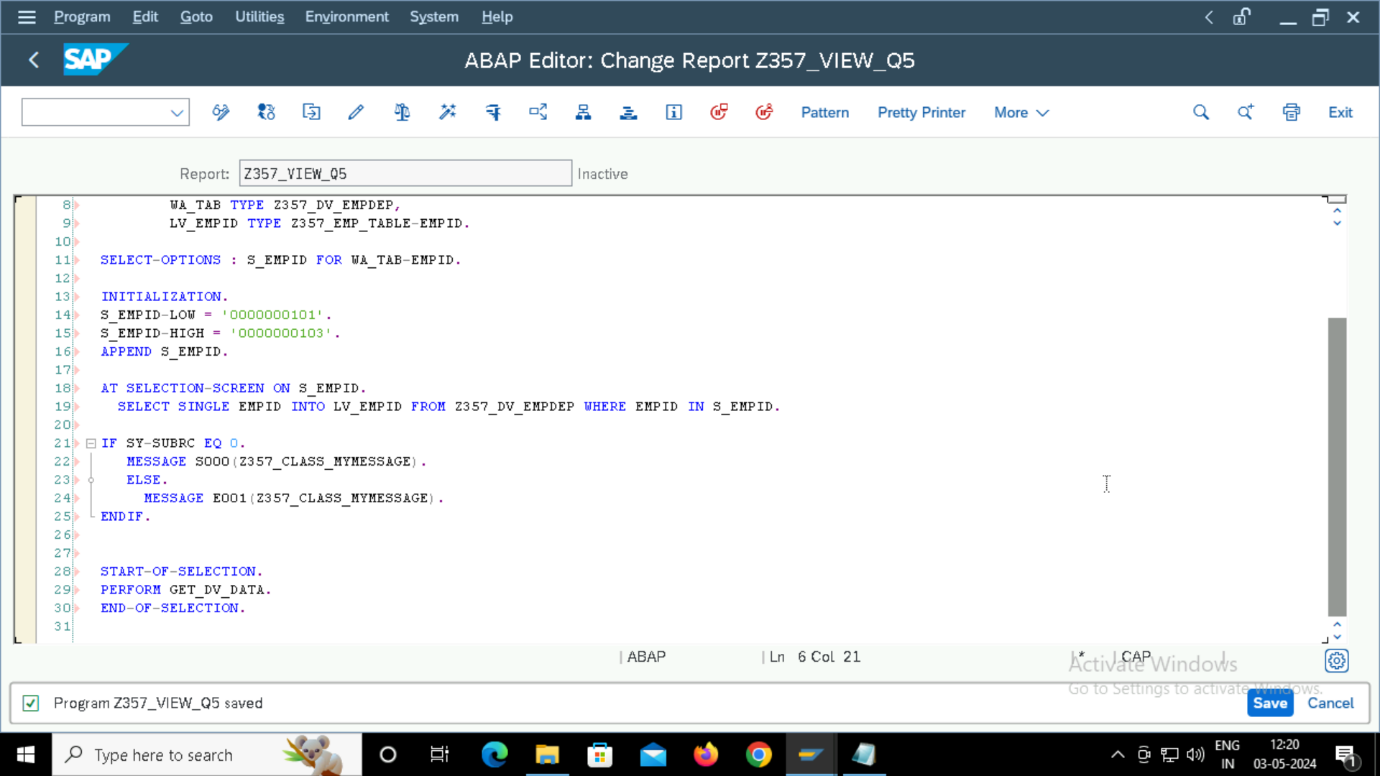 Program Edit Goto Utilities Environment System Help
SAP
ABAP Editor: Change Report Z357_VIEW_Q5
Pattern Pretty Printer More Exit
Report: Z357_VIEW_Q5 Inactive
8 WA_TAB TYPE Z357_DV_EMPDEP,
9 LV_EMPID TYPE Z357_EMP_TABLE-EMPID.
10
11 SELECT-OPTIONS : S_EMPID FOR WA_TAB-EMPID.
12
13 INITIALIZATION.
14 S_EMPID-LOW = '0000000101'.
15 S_EMPID-HIGH = '0000000103'.
16 APPEND S_EMPID.
17
18 AT SELECTION-SCREEN ON S_EMPID.
19 SELECT SINGLE EMPID INTO LV_EMPID FROM Z357_DV_EMPDEP WHERE EMPID IN S_EMPID.
20
21 IF SY-SUBRC EQ 0.
22 MESSAGE S000(Z357_CLASS_MYMESSAGE).
23 ELSE.
24 MESSAGE E001(Z357_CLASS_MYMESSAGE).
25 ENDIF.
26
27
28 START-OF-SELECTION.
29 PERFORM GET_DV_DATA.
30 END-OF-SELECTION.
31
| ABAP | Ln 6 Col 21 | * | CAP |
Activate Windows
Go to Settings to activate Windows.
Program Z357_VIEW_Q5 saved Save Cancel
Type here to search
ENG
IN
12:20
03-05-2024
1